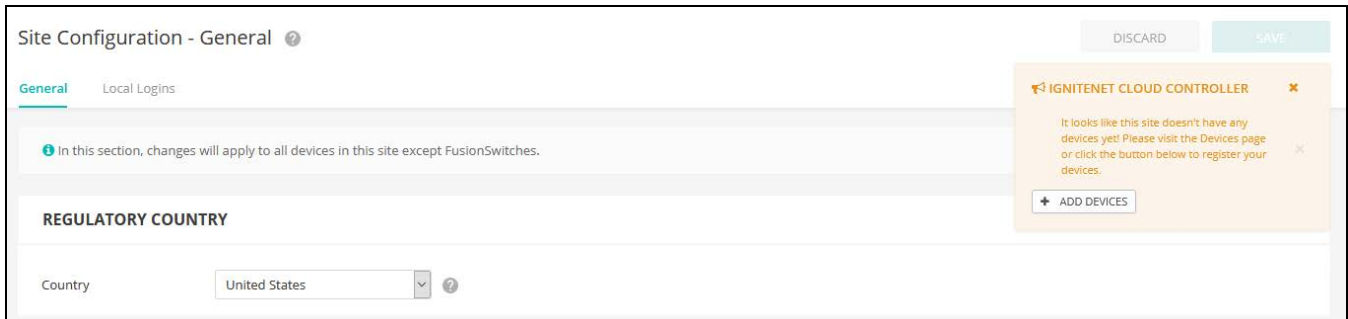 Site Configuration - General
DISCARD
SAVE
General
Local Logins
IGNITENET CLOUD CONTROLLER
It looks like this site doesn't have any
devices yet! Please visit the Devices page
or click the button below to register your
devices.
ADD DEVICES
In this section, changes will apply to all devices in this site except FusionSwitches.
REGULATORY COUNTRY
Country
United States